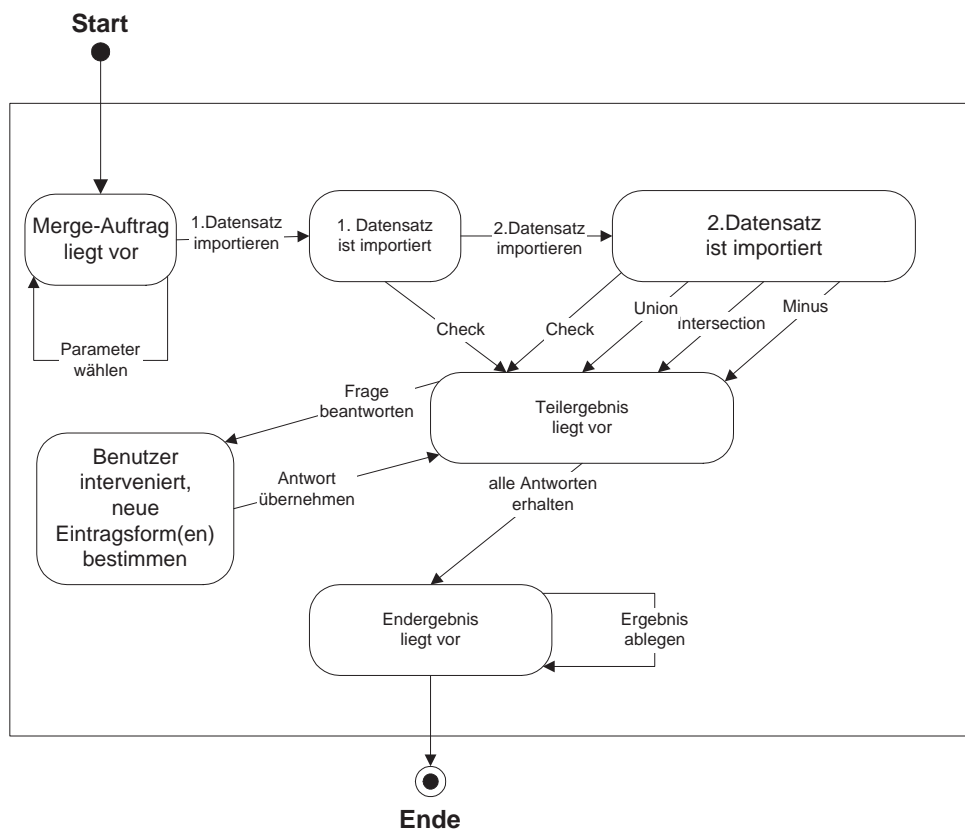 Start
Merge-Auftrag
liegt vor
1.Datensatz
importieren
1. Datensatz
ist importiert
2.Datensatz
importieren
2.Datensatz
ist importiert
Parameter
wählen
Check
Check
Union
Intersection
Minus
Frage
beantworten
Teilergebnis
liegt vor
Benutzer
interveniert,
neue
Eintragsform(en)
bestimmen
Antwort
übernehmen
alle Antworten
erhalten
Endergebnis
liegt vor
Ergebnis
ablegen
Ende